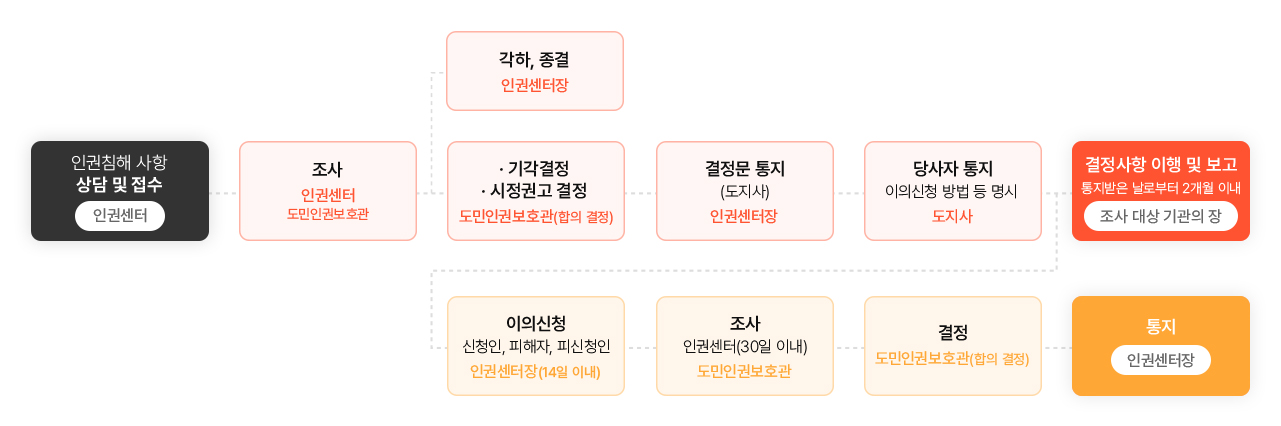 각하, 종결
인권센터장
인권침해 사항
상담 및 접수
인권센터
조사
인권센터
도민인권보호관
· 기각결정
· 시정권고 결정
도민인권보호관(합의 결정)
결정문 통지
(도지사)
인권센터장
당사자 통지
이의신청 방법 등 명시
도지사
결정사항 이행 및 보고
통지받은 날로부터 2개월 이내
조사 대상 기관의 장
이의신청
신청인, 피해자, 피신청인
인권센터장(14일 이내)
조사
인권센터(30일 이내)
도민인권보호관
결정
도민인권보호관(합의 결정)
통지
인권센터장